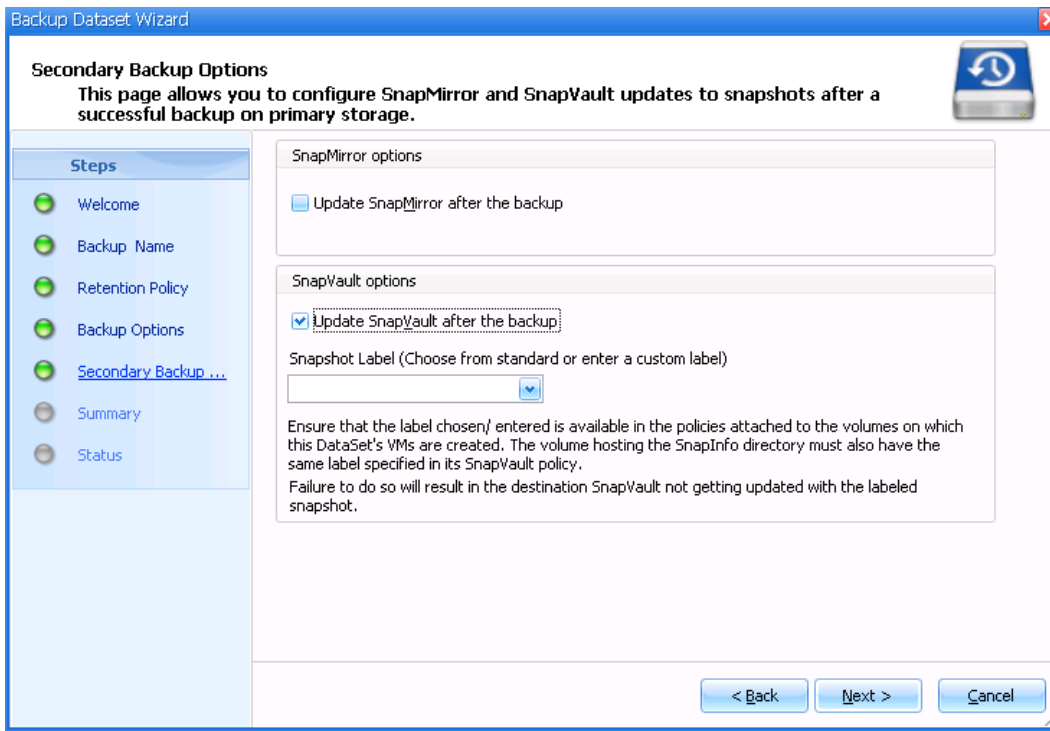 Backup Dataset Wizard
Secondary Backup Options
This page allows you to configure SnapMirror and SnapVault updates to snapshots after a
successful backup on primary storage.
Steps
Welcome
Backup Name
Retention Policy
Backup Options
Secondary Backup ...
Summary
Status
SnapMirror options
Update SnapMirror after the backup
SnapVault options
Update SnapVault after the backup
Snapshot Label (Choose from standard or enter a custom label)
Ensure that the label chosen/ entered is available in the policies attached to the volumes on which
this DataSet's VMs are created. The volume hosting the SnapInfo directory must also have the
same label specified in its SnapVault policy.
Failure to do so will result in the destination SnapVault not getting updated with the labeled
snapshot.
< Back
Next >
Cancel